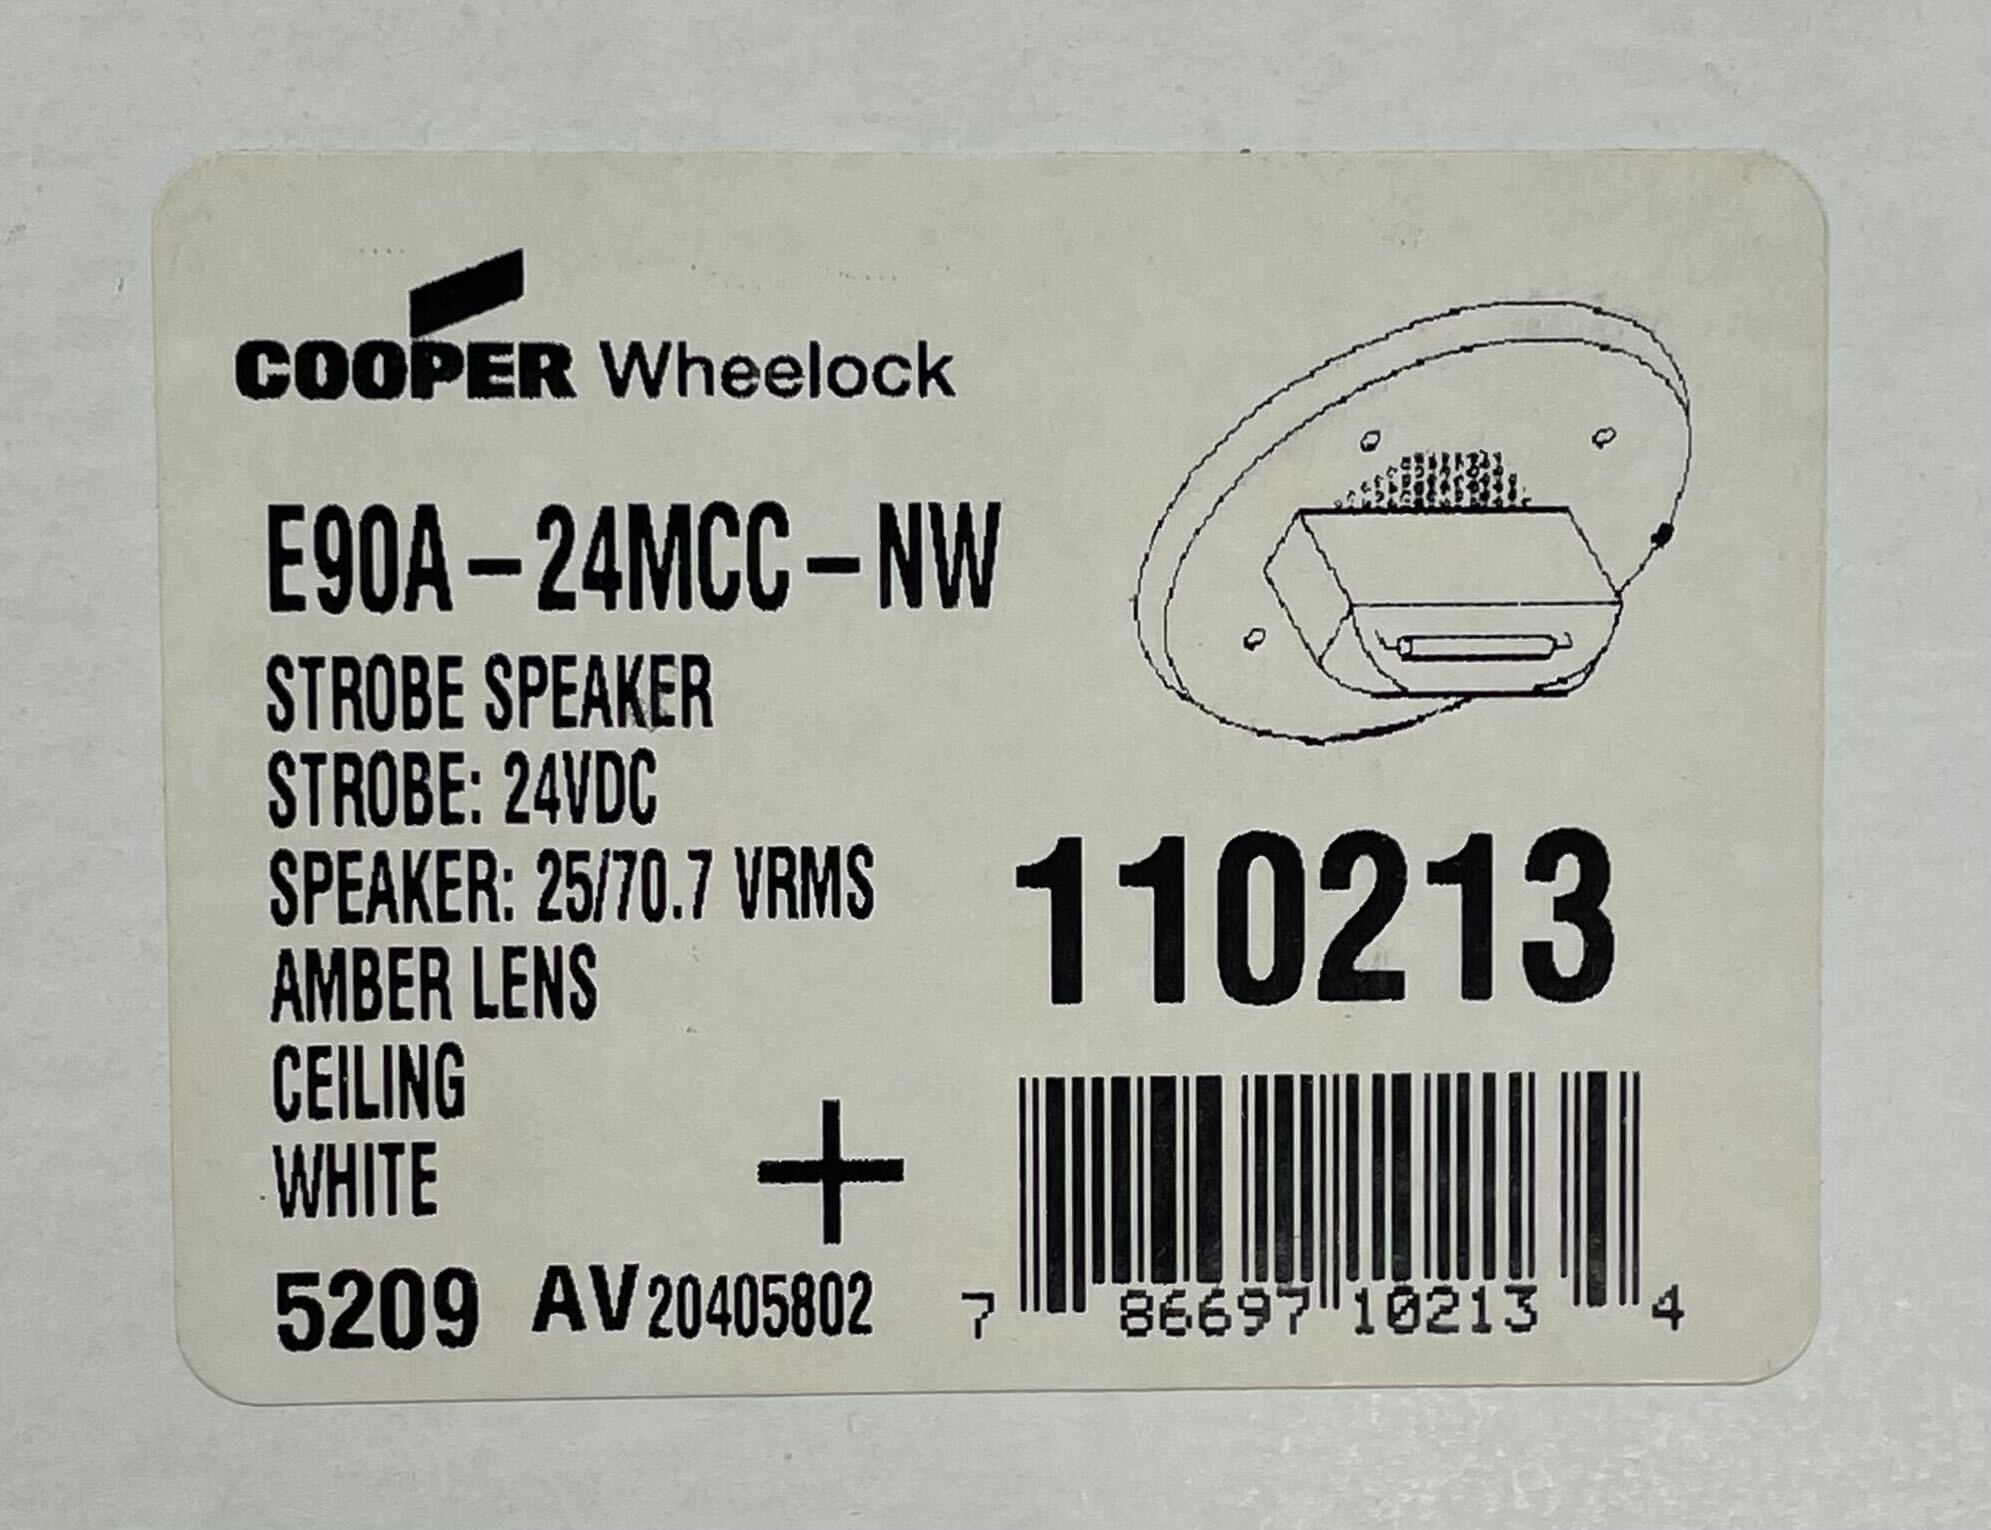 COOPER Wheelock
E90A-24MCC-NW
STROBE SPEAKER
STROBE: 24VDC
SPEAKER: 25/70.7 VRMS
AMBER LENS
CEILING
WHITE
5209 AV20405802
110213
7 86697 10213 4